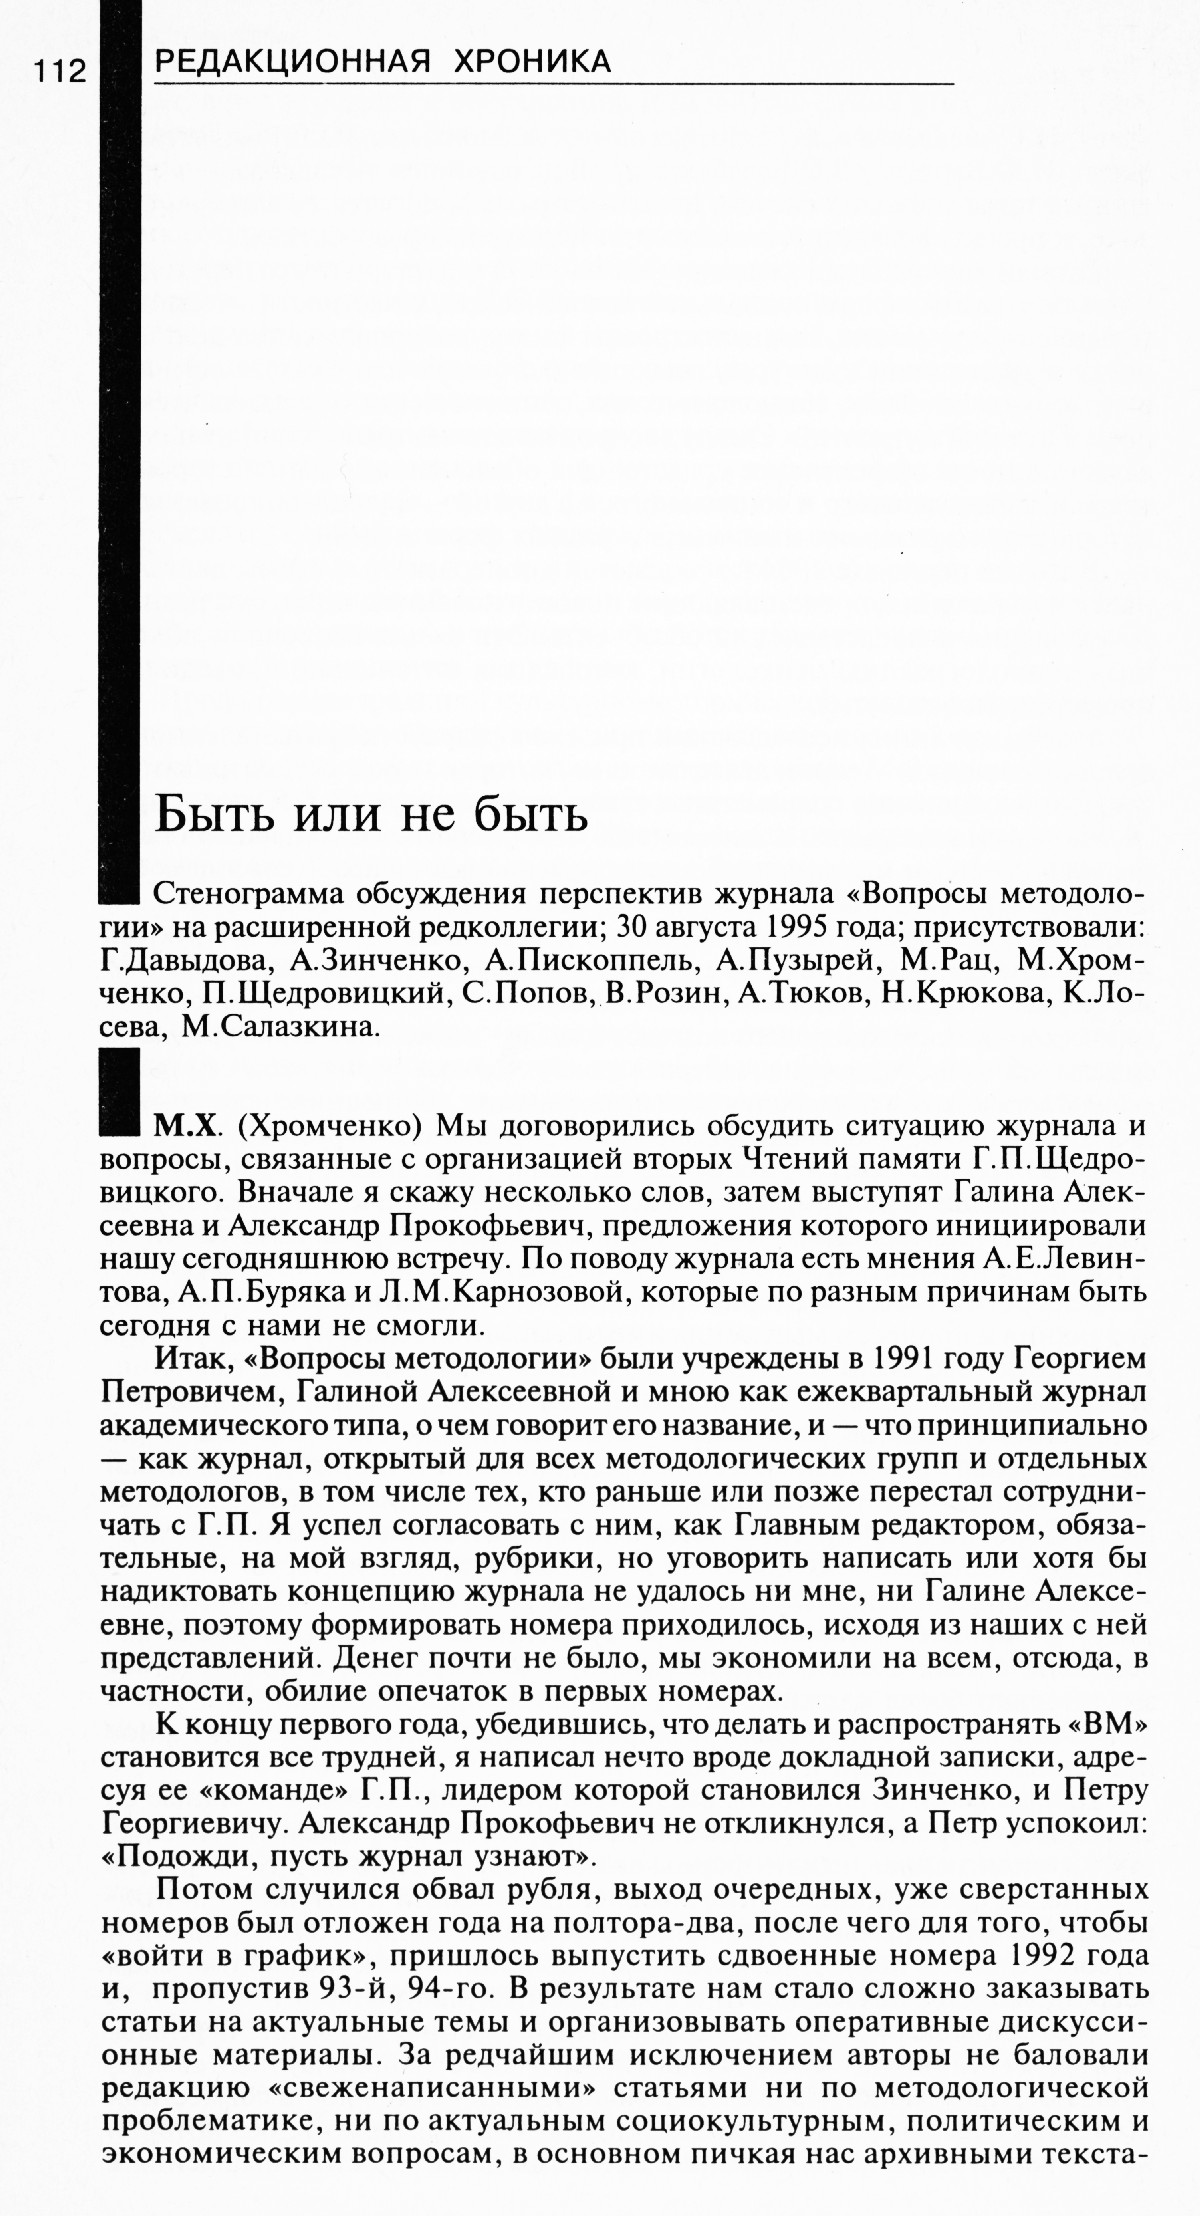 112
РЕДАКЦИОННАЯ ХРОНИКА
Быть или не быть
Стенограмма обсуждения перспектив журнала «Вопросы методоло-
гии» на расширенной редколлегии; 30 августа 1995 года; присутствовали:
Г.Давыдова, А.Зинченко, А.Пископпель, А.Пузырей, М.Рац, М.Хром-
ченко, П.Щедровицкий, С.Попов, В.Розин, А.Тюков, Н.Крюкова, К.Ло-
сева, М.Салазкина.
М.Х. (Хромченко) Мы договорились обсудить ситуацию журнала и
вопросы, связанные с организацией вторых Чтений памяти Г.П.Щедро-
вицкого. Вначале я скажу несколько слов, затем выступят Галина Алек-
сеевна и Александр Прокофьевич, предложения которого инициировали
нашу сегодняшнюю встречу. По поводу журнала есть мнения А.Е.Левин-
това, А.П.Буряка и Л.М.Карнозовой, которые по разным причинам быть
сегодня с нами не смогли.
Итак, «Вопросы методологии» были учреждены в 1991 году Георгием
Петровичем, Галиной Алексеевной и мною как ежеквартальный журнал
академического типа, о чем говорит его название, и — что принципиально
— как журнал, открытый для всех методологических групп и отдельных
методологов, в том числе тех, кто раньше или позже перестал сотрудни-
чать с Г.П. Я успел согласовать с ним, как Главным редактором, обяза-
тельные, на мой взгляд, рубрики, но уговорить написать или хотя бы
надиктовать концепцию журнала не удалось ни мне, ни Галине Алексе-
евне, поэтому формировать номера приходилось, исходя из наших с ней
представлений. Денег почти не было, мы экономили на всем, отсюда, в
частности, обилие опечаток в первых номерах.
К концу первого года, убедившись, что делать и распространять «ВМ»
становится все трудней, я написал нечто вроде докладной записки, адре-
суя ее «команде» Г.П., лидером которой становился Зинченко, и Петру
Георгиевичу. Александр Прокофьевич не откликнулся, а Петр успокоил:
«Подожди, пусть журнал узнают».
Потом случился обвал рубля, выход очередных, уже сверстанных
номеров был отложен года на полтора-два, после чего для того, чтобы
«войти в график», пришлось выпустить сдвоенные номера 1992 года
и, пропустив 93-й, 94-го. В результате нам стало сложно заказывать
статьи на актуальные темы и организовывать оперативные дискусси-
онные материалы. За редчайшим исключением авторы не баловали
редакцию «свеженаписанными» статьями ни по методологической
проблематике, ни по актуальным социокультурным, политическим и
экономическим вопросам, в основном пичкая нас архивными текста-